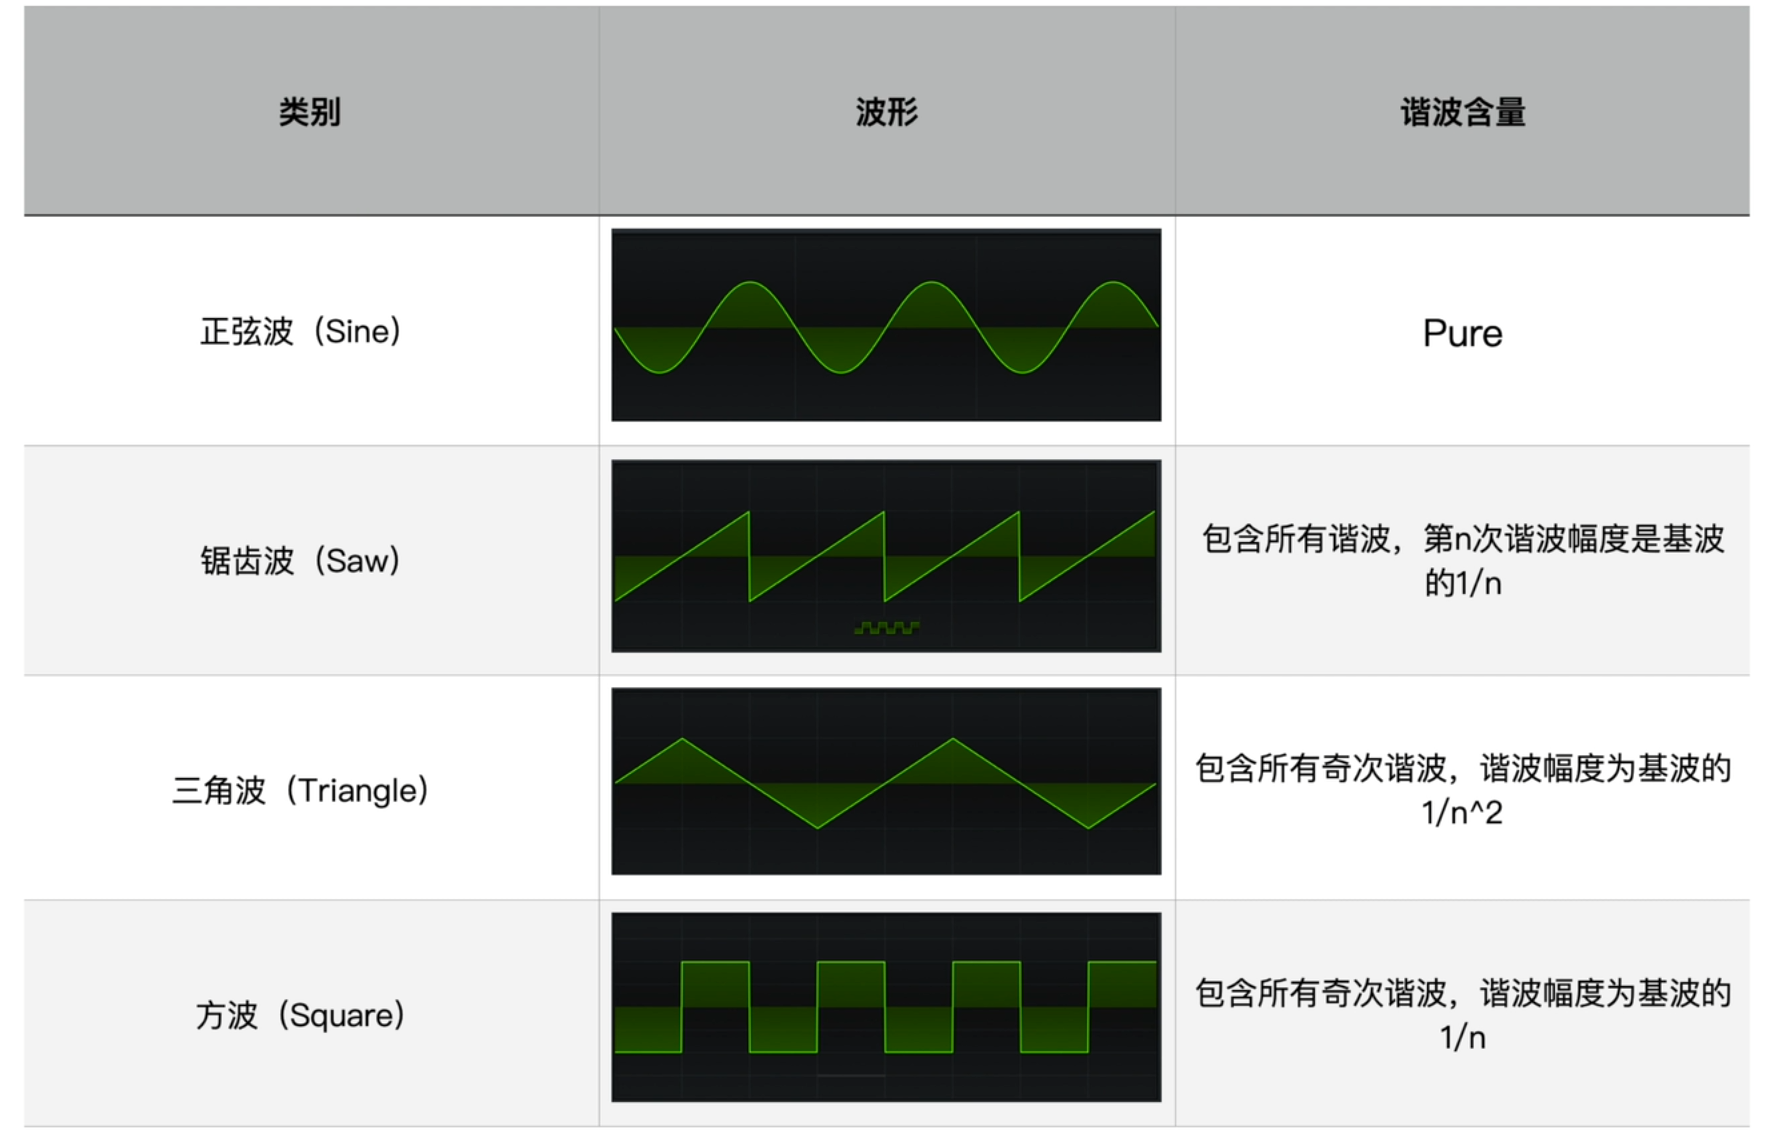 类别
波形
谐波含量
正弦波（Sine）
Pure
锯齿波（Saw）
包含所有谐波，第n次谐波幅度是基波
的1/n
三角波（Triangle）
包含所有奇次谐波，谐波幅度为基波的
1/n^2
方波（Square）
包含所有奇次谐波，谐波幅度为基波的
1/n